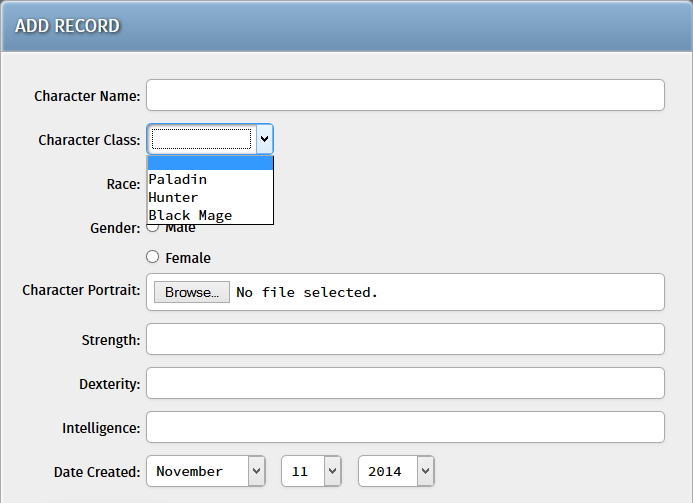 ADD RECORD
Character Name:
Character Class:
Paladin
Hunter
Black Mage
Race:
Gender: Male
Female
Character Portrait: Browse... No file selected.
Strength:
Dexterity:
Intelligence:
Date Created: November 11 2014